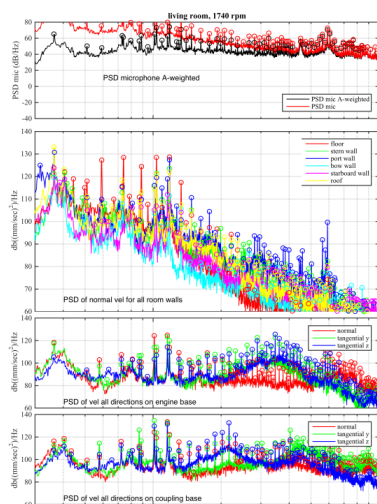 living room, 1740 rpm
80
60
40
20
0
-20
-40
PSD mic (dB/Hz)
PSD microphone A-weighted
PSD mic A-weighted
PSD mic
140
130
120
110
100
90
80
70
60
db((mm/sec)²)/Hz
floor
stern wall
port wall
bow wall
starboard wall
roof
PSD of normal vel for all room walls
140
120
100
80
60
db((mm/sec)²)/Hz
normal
tangential y
tangential z
PSD of vel all directions on engine base
140
120
100
80
60
db((mm/sec)²)/Hz
normal
tangential y
tangential z
PSD of vel all directions on coupling base